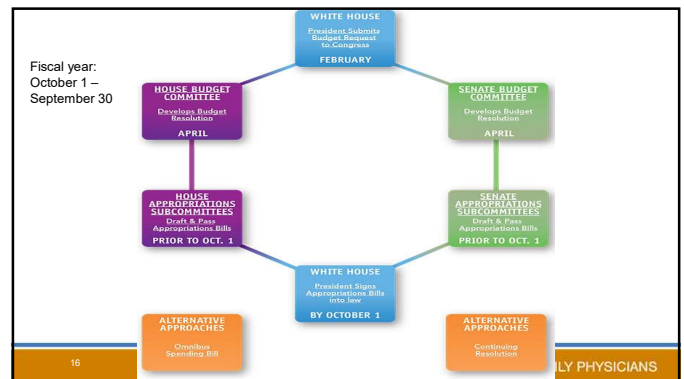 WHITE HOUSE
President Submits
Budget Request
to Congress
FEBRUARY
Fiscal year:
October 1 –
September 30
HOUSE BUDGET
COMMITTEE
Develops Budget
Resolution
APRIL
SENATE BUDGET
COMMITTEE
Develops Budget
Resolution
APRIL
HOUSE
APPROPRIATIONS
SUBCOMMITTEES
Draft & Pass
Appropriations Bills
PRIOR TO OCT. 1
SENATE
APPROPRIATIONS
SUBCOMMITTEES
Draft & Pass
Appropriations Bills
PRIOR TO OCT. 1
WHITE HOUSE
President Signs
Appropriations Bills
into law
BY OCTOBER 1
ALTERNATIVE
APPROACHES
Omnibus
Spending Bill
ALTERNATIVE
APPROACHES
Continuing
Resolution
16
ILY PHYSICIANS